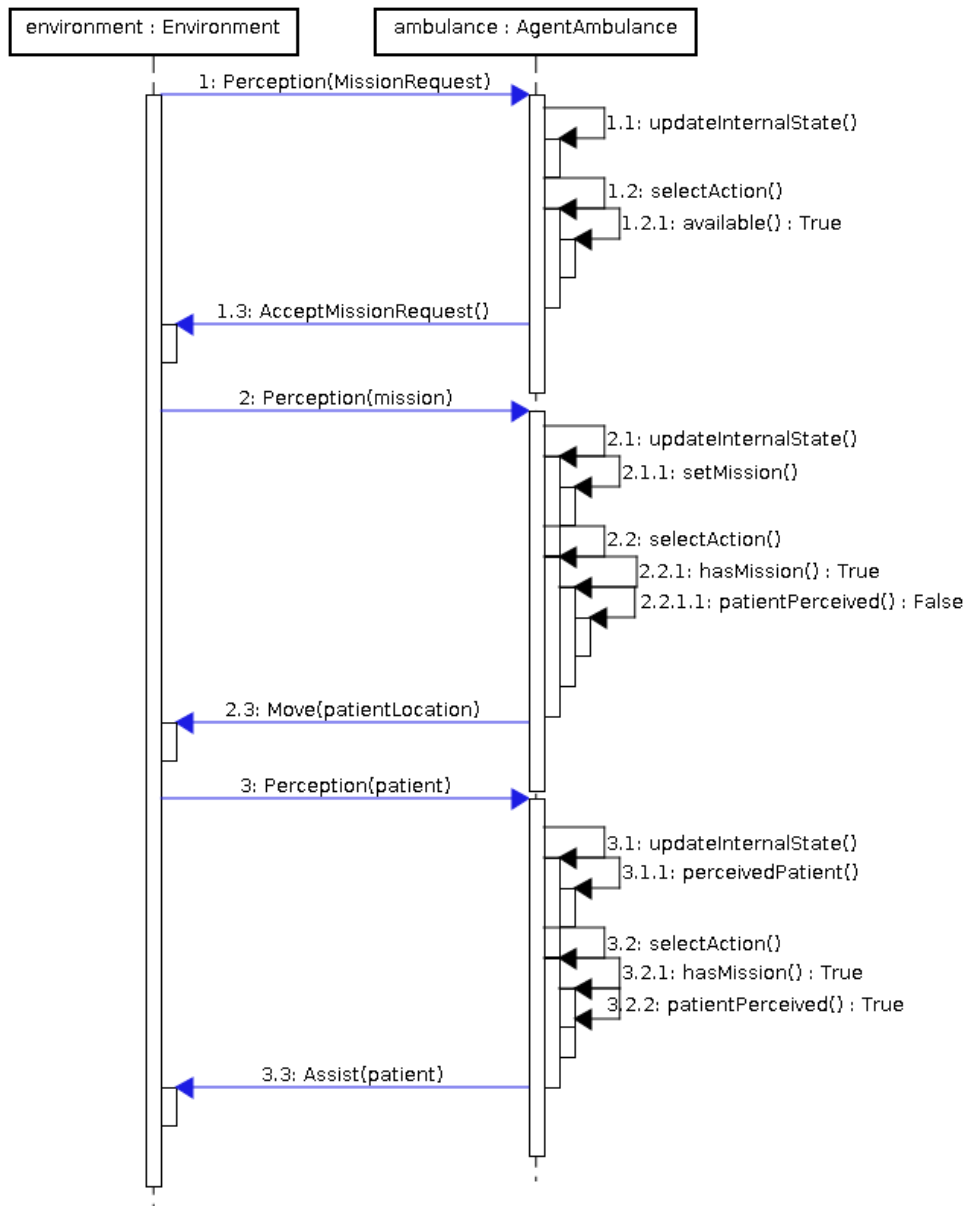 environment : Environment
ambulance : AgentAmbulance
1: Perception(MissionRequest)
1.1: updateInternalState()
1.2: selectAction()
1.2.1: available() : True
1.3: AcceptMissionRequest()
2: Perception(mission)
2.1: updateInternalState()
2.1.1: setMission()
2.2: selectAction()
2.2.1: hasMission() : True
2.2.1.1: patientPerceived() : False
2.3: Move(patientLocation)
3: Perception(patient)
3.1: updateInternalState()
3.1.1: perceivedPatient()
3.2: selectAction()
3.2.1: hasMission() : True
3.2.2: patientPerceived() : True
3.3: Assist(patient)